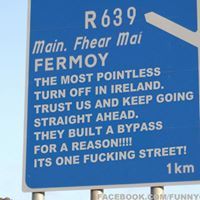 R639
Main. Fhear Maí
FERMOY
THE MOST POINTLESS
TURN OFF IN IRELAND.
TRUST US AND KEEP GOING
STRAIGHT AHEAD.
THEY BUILT A BYPASS
FOR A REASON!!!!
ITS ONE FUCKING STREET!
1km
FACEBOOK.COM/FUNNY